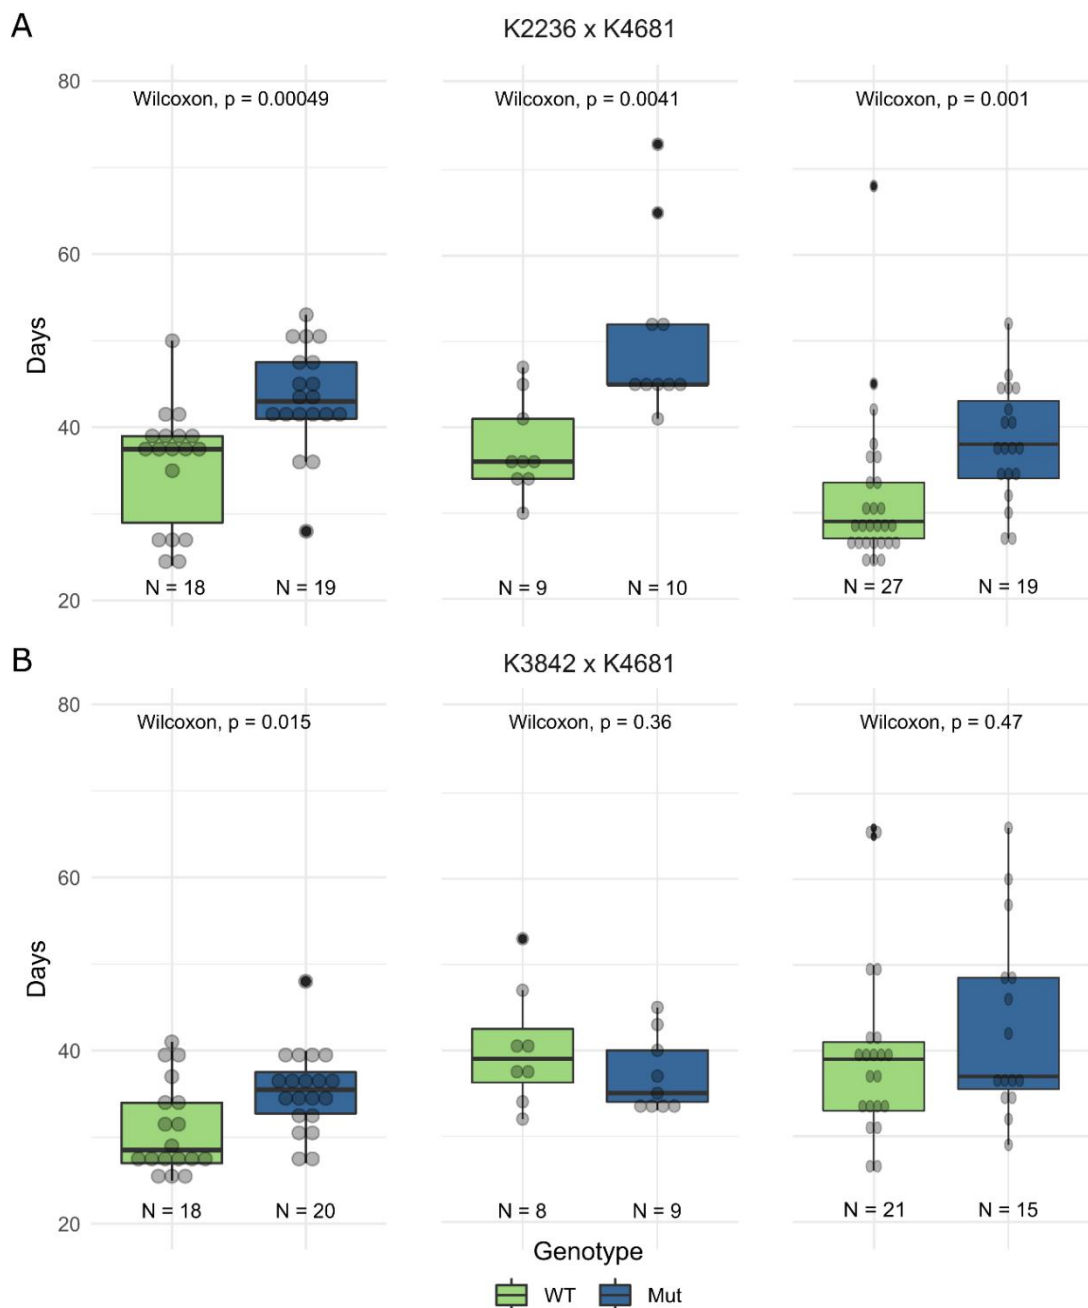 A
K2236 x K4681
80
Wilcoxon, p = 0.00049
Wilcoxon, p = 0.0041
Wilcoxon, p = 0.001
60
Days
40
N = 18
N = 19
N = 9
N = 10
N = 27
N = 19
20
B
K3842 x K4681
80
Wilcoxon, p = 0.015
Wilcoxon, p = 0.36
Wilcoxon, p = 0.47
60
Days
40
N = 18
N = 20
N = 8
N = 9
N = 21
N = 15
20
Genotype
WT
Mut